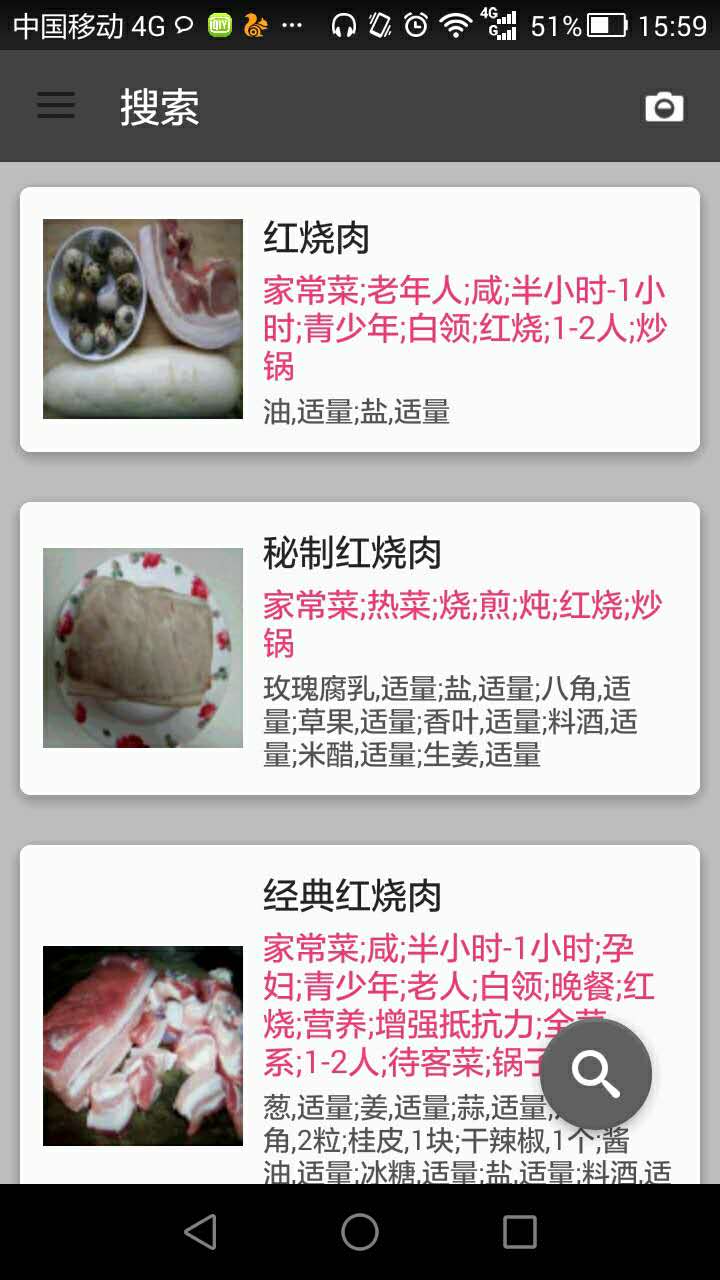 中国移动 4G 4G G 51% 15:59
搜索
红烧肉
家常菜;老年人;咸;半小时-1小
时;青少年;白领;红烧;1-2人;炒
锅
油,适量;盐,适量
秘制红烧肉
家常菜;热菜;烧;煎;炖;红烧;炒
锅
玫瑰腐乳,适量;盐,适量;八角,适
量;草果,适量;香叶,适量;料酒,适
量;米醋,适量;生姜,适量
经典红烧肉
家常菜;咸;半小时-1小时;孕
妇;青少年;老人;白领;晚餐;红
烧;营养;增强抵抗力;全菜
系;1-2人;待客菜;锅子
葱,适量;姜,适量;蒜,适量
角,2粒;桂皮,1块;干辣椒,1个;酱
油,适量;冰糖,适量;盐,适量;料酒,适